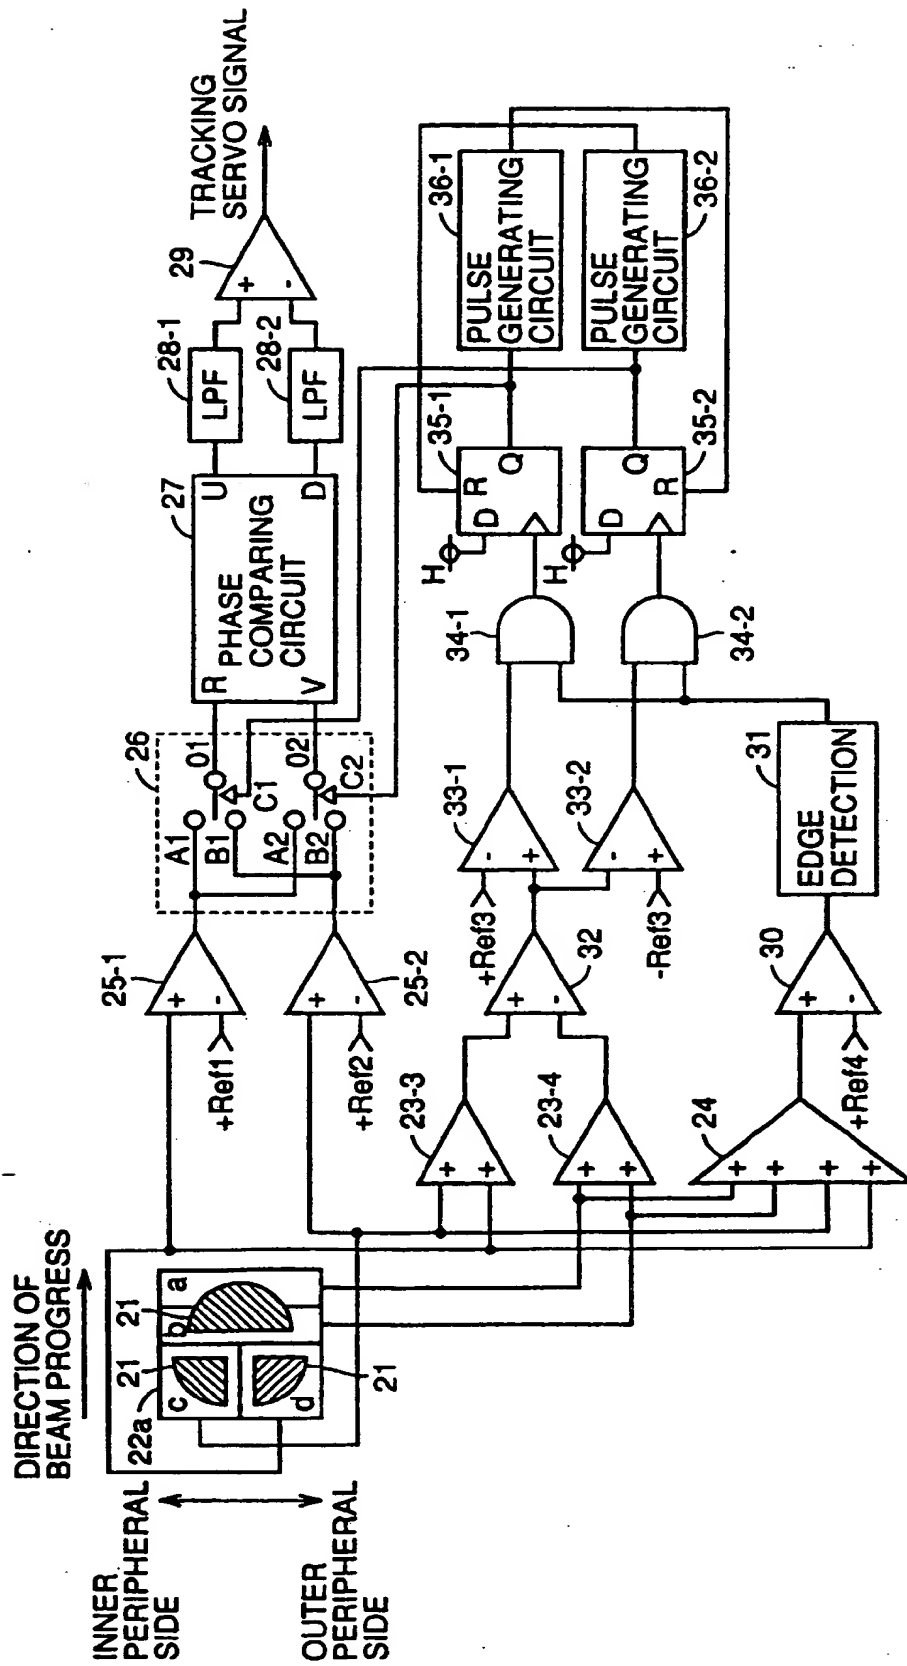 DIRECTION OF
BEAM PROGRESS
INNER
PERIPHERAL
SIDE
OUTER
PERIPHERAL
SIDE
22a
21
21
21
a
b
c
d
25-1
+
-
+Ref1
25-2
+
-
+Ref2
26
A1
B1
A2
B2
O1
C1
O2
C2
27
R
V
PHASE
COMPARING
CIRCUIT
U
D
28-1
LPF
28-2
LPF
29
+
-
TRACKING
SERVO SIGNAL
23-3
+
+
23-4
+
+
32
+
-
33-1
-
+
+Ref3
33-2
-
+
-Ref3
34-1
34-2
H
D
R
Q
35-1
H
D
R
Q
35-2
36-1
PULSE
GENERATING
CIRCUIT
36-2
PULSE
GENERATING
CIRCUIT
24
+
+
+
+
30
+
-
+Ref4
31
EDGE
DETECTION